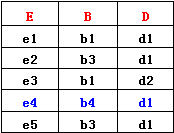 E B D
e1 b1 d1
e2 b3 d1
e3 b1 d2
e4 b4 d1
e5 b3 d1